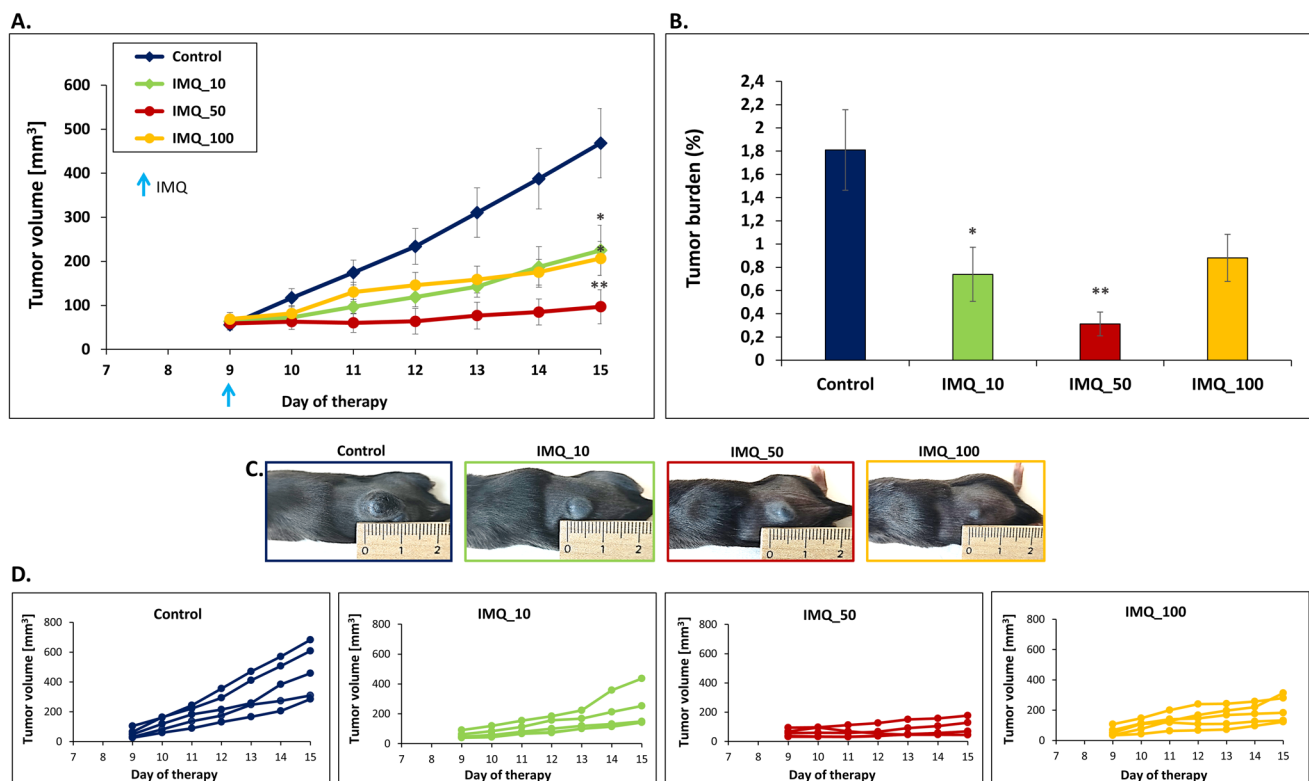 A.
Control
IMQ_10
IMQ_50
IMQ_100
IMQ
Tumor volume [mm³]
600
500
400
300
200
100
0
*
*
**
7 8 9 10 11 12 13 14 15
Day of therapy
B.
Tumor burden (%)
2,4
2,2
2
1,8
1,6
1,4
1,2
1
0,8
0,6
0,4
0,2
0
*
**
Control IMQ_10 IMQ_50 IMQ_100
C.
Control IMQ_10 IMQ_50 IMQ_100
0 1 2
0 1 2
0 1 2
0 1 2
D.
Control
Tumor volume [mm³]
800
600
400
200
0
7 8 9 10 11 12 13 14 15
Day of therapy
IMQ_10
Tumor volume [mm³]
800
600
400
200
0
7 8 9 10 11 12 13 14 15
Day of therapy
IMQ_50
Tumor volume [mm³]
800
600
400
200
0
7 8 9 10 11 12 13 14 15
Day of therapy
IMQ_100
Tumor volume [mm³]
800
600
400
200
0
7 8 9 10 11 12 13 14 15
Day of therapy